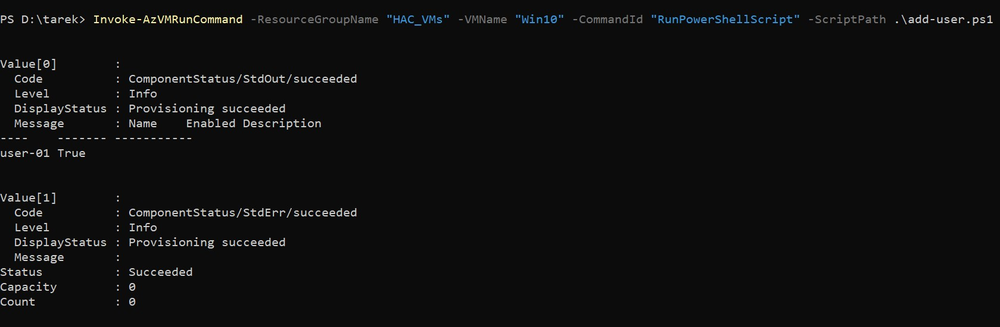 PS D:\tarek> Invoke-AzVMRunCommand -ResourceGroupName "HAC_VMs" -VMName "Win10" -CommandId "RunPowerShellScript" -ScriptPath .\add-user.ps1
Value[0]        :
  Code          : ComponentStatus/StdOut/succeeded
  Level         : Info
  DisplayStatus : Provisioning succeeded
  Message       : Name    Enabled Description
----    ------- -----------
user-01 True
Value[1]        :
  Code          : ComponentStatus/StdErr/succeeded
  Level         : Info
  DisplayStatus : Provisioning succeeded
  Message       :
Status          : Succeeded
Capacity        : 0
Count           : 0